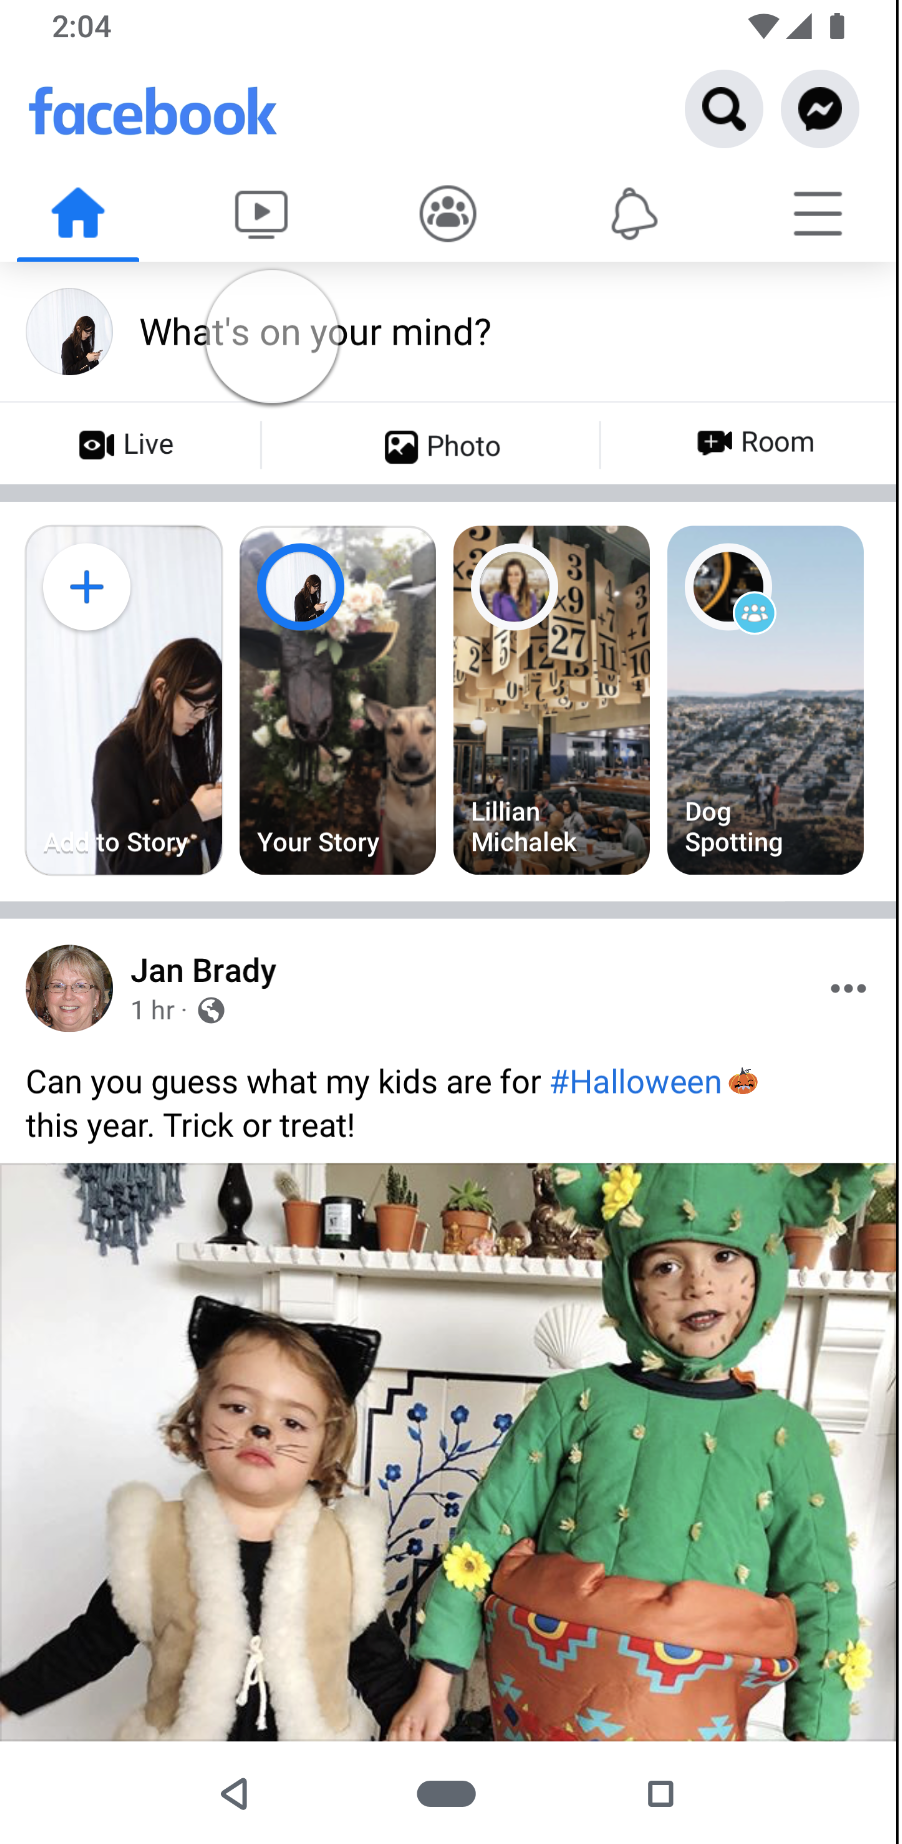 2:04
facebook
What's on your mind?
Live
Photo
Room
Add to Story
Your Story
Lillian
Michalek
Dog
Spotting
Jan Brady
1 hr ·
Can you guess what my kids are for #Halloween
this year. Trick or treat!